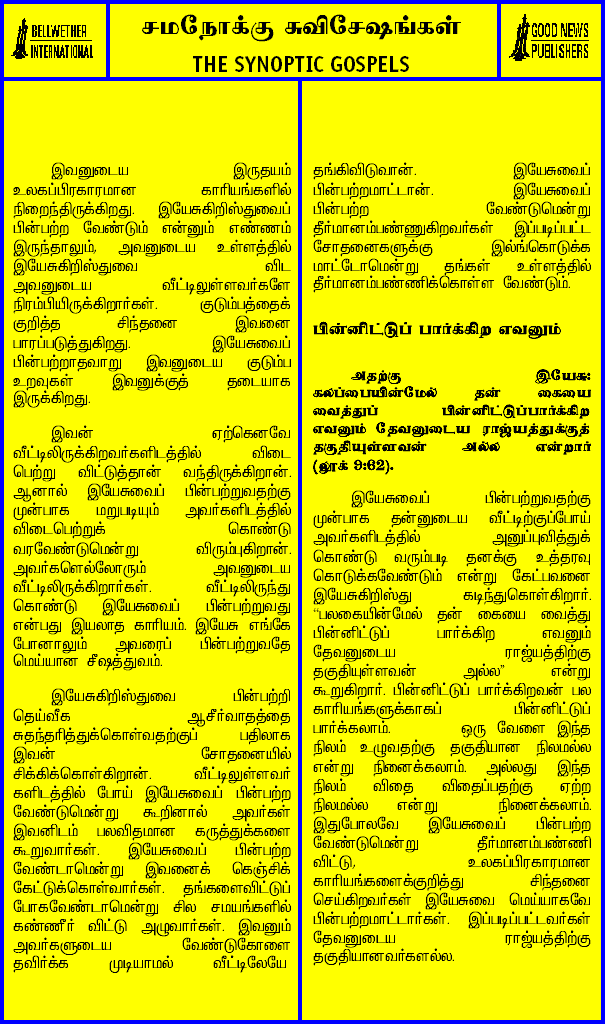 BELLWETHER
INTERNATIONAL
சமநோக்கு சுவிசேஷங்கள்
THE SYNOPTIC GOSPELS
GOOD NEWS
PUBLISHERS
இவனுடைய இருதயம்
உலகப்பிரகாரமான காரியங்களில்
நிறைந்திருக்கிறது. இயேசுகிறிஸ்துவைப்
பின்பற்ற வேண்டும் என்னும் எண்ணம்
இருந்தாலும், அவனுடைய உள்ளத்தில்
இயேசுகிறிஸ்துவை விட
அவனுடைய வீட்டிலுள்ளவர்களே
நிரம்பியிருக்கிறார்கள். குடும்பத்தைக்
குறித்த சிந்தனை இவனை
பாரப்படுத்துகிறது. இயேசுவைப்
பின்பற்றாதவாறு இவனுடைய குடும்ப
உறவுகள் இவனுக்குத் தடையாக
இருக்கிறது.
இவன் ஏற்கெனவே
வீட்டிலிருக்கிறவர்களிடத்தில் விடை
பெற்று விட்டுத்தான் வந்திருக்கிறான்.
ஆனால் இயேசுவைப் பின்பற்றுவதற்கு
முன்பாக மறுபடியும் அவர்களிடத்தில்
விடைபெற்றுக் கொண்டு
வரவேண்டுமென்று விரும்புகிறான்.
அவர்களெல்லோரும் அவனுடைய
வீட்டிலிருக்கிறார்கள். வீட்டிலிருந்து
கொண்டு இயேசுவைப் பின்பற்றுவது
என்பது இயலாத காரியம். இயேசு எங்கே
போனாலும் அவரைப் பின்பற்றுவதே
மெய்யான சீஷத்துவம்.
இயேசுகிறிஸ்துவை பின்பற்றி
தெய்வீக ஆசீர்வாதத்தை
சுதந்தரித்துக்கொள்வதற்குப் பதிலாக
இவன் சோதனையில்
சிக்கிக்கொள்கிறான். வீட்டிலுள்ளவர்
களிடத்தில் போய் இயேசுவைப் பின்பற்ற
வேண்டுமென்று கூறினால் அவர்கள்
இவனிடம் பலவிதமான கருத்துக்களை
கூறுவார்கள். இயேசுவைப் பின்பற்ற
வேண்டாமென்று இவனைக் கெஞ்சிக்
கேட்டுக்கொள்வார்கள். தங்களைவிட்டுப்
போகவேண்டாமென்று சில சமயங்களில்
கண்ணீர் விட்டு அழுவார்கள். இவனும்
அவர்களுடைய வேண்டுகோளை
தவிர்க்க முடியாமல் வீட்டிலேயே
தங்கிவிடுவான். இயேசுவைப்
பின்பற்றமாட்டான். இயேசுவைப்
பின்பற்ற வேண்டுமென்று
தீர்மானம்பண்ணுகிறவர்கள் இப்படிப்பட்ட
சோதனைகளுக்கு இல்ங்கொடுக்க
மாட்டோமென்று தங்கள் உள்ளத்தில்
தீர்மானம்பண்ணிக்கொள்ள வேண்டும்.
பின்னிட்டுப் பார்க்கிற எவனும்
அதற்கு இயேசு:
கலப்பையின்மேல் தன் கையை
வைத்துப் பின்னிட்டுப்பார்க்கிற
எவனும் தேவனுடைய ராஜ்யத்துக்குத்
தகுதியுள்ளவன் அல்ல என்றார்
(லூக் 9:62).
இயேசுவைப் பின்பற்றுவதற்கு
முன்பாக தன்னுடைய வீட்டிற்குப்போய்
அவர்களிடத்தில் அனுப்புவித்துக்
கொண்டு வரும்படி தனக்கு உத்தரவு
கொடுக்கவேண்டும் என்று கேட்பவனை
இயேசுகிறிஸ்து கடிந்துகொள்கிறார்.
“பலகையின்மேல் தன் கையை வைத்து
பின்னிட்டுப் பார்க்கிற எவனும்
தேவனுடைய ராஜ்யத்திற்கு
தகுதியுள்ளவன் அல்ல” என்று
கூறுகிறார். பின்னிட்டுப் பார்க்கிறவன் பல
காரியங்களுக்காகப் பின்னிட்டுப்
பார்க்கலாம். ஒரு வேளை இந்த
நிலம் உழுவதற்கு தகுதியான நிலமல்ல
என்று நினைக்கலாம். அல்லது இந்த
நிலம் விதை விதைப்பதற்கு ஏற்ற
நிலமல்ல என்று நினைக்கலாம்.
இதுபோலவே இயேசுவைப் பின்பற்ற
வேண்டுமென்று தீர்மானம்பண்ணி
விட்டு, உலகப்பிரகாரமான
காரியங்களைக்குறித்து சிந்தனை
செய்கிறவர்கள் இயேசுவை மெய்யாகவே
பின்பற்றமாட்டார்கள். இப்படிப்பட்டவர்கள்
தேவனுடைய ராஜ்யத்திற்கு
தகுதியானவர்களல்ல.